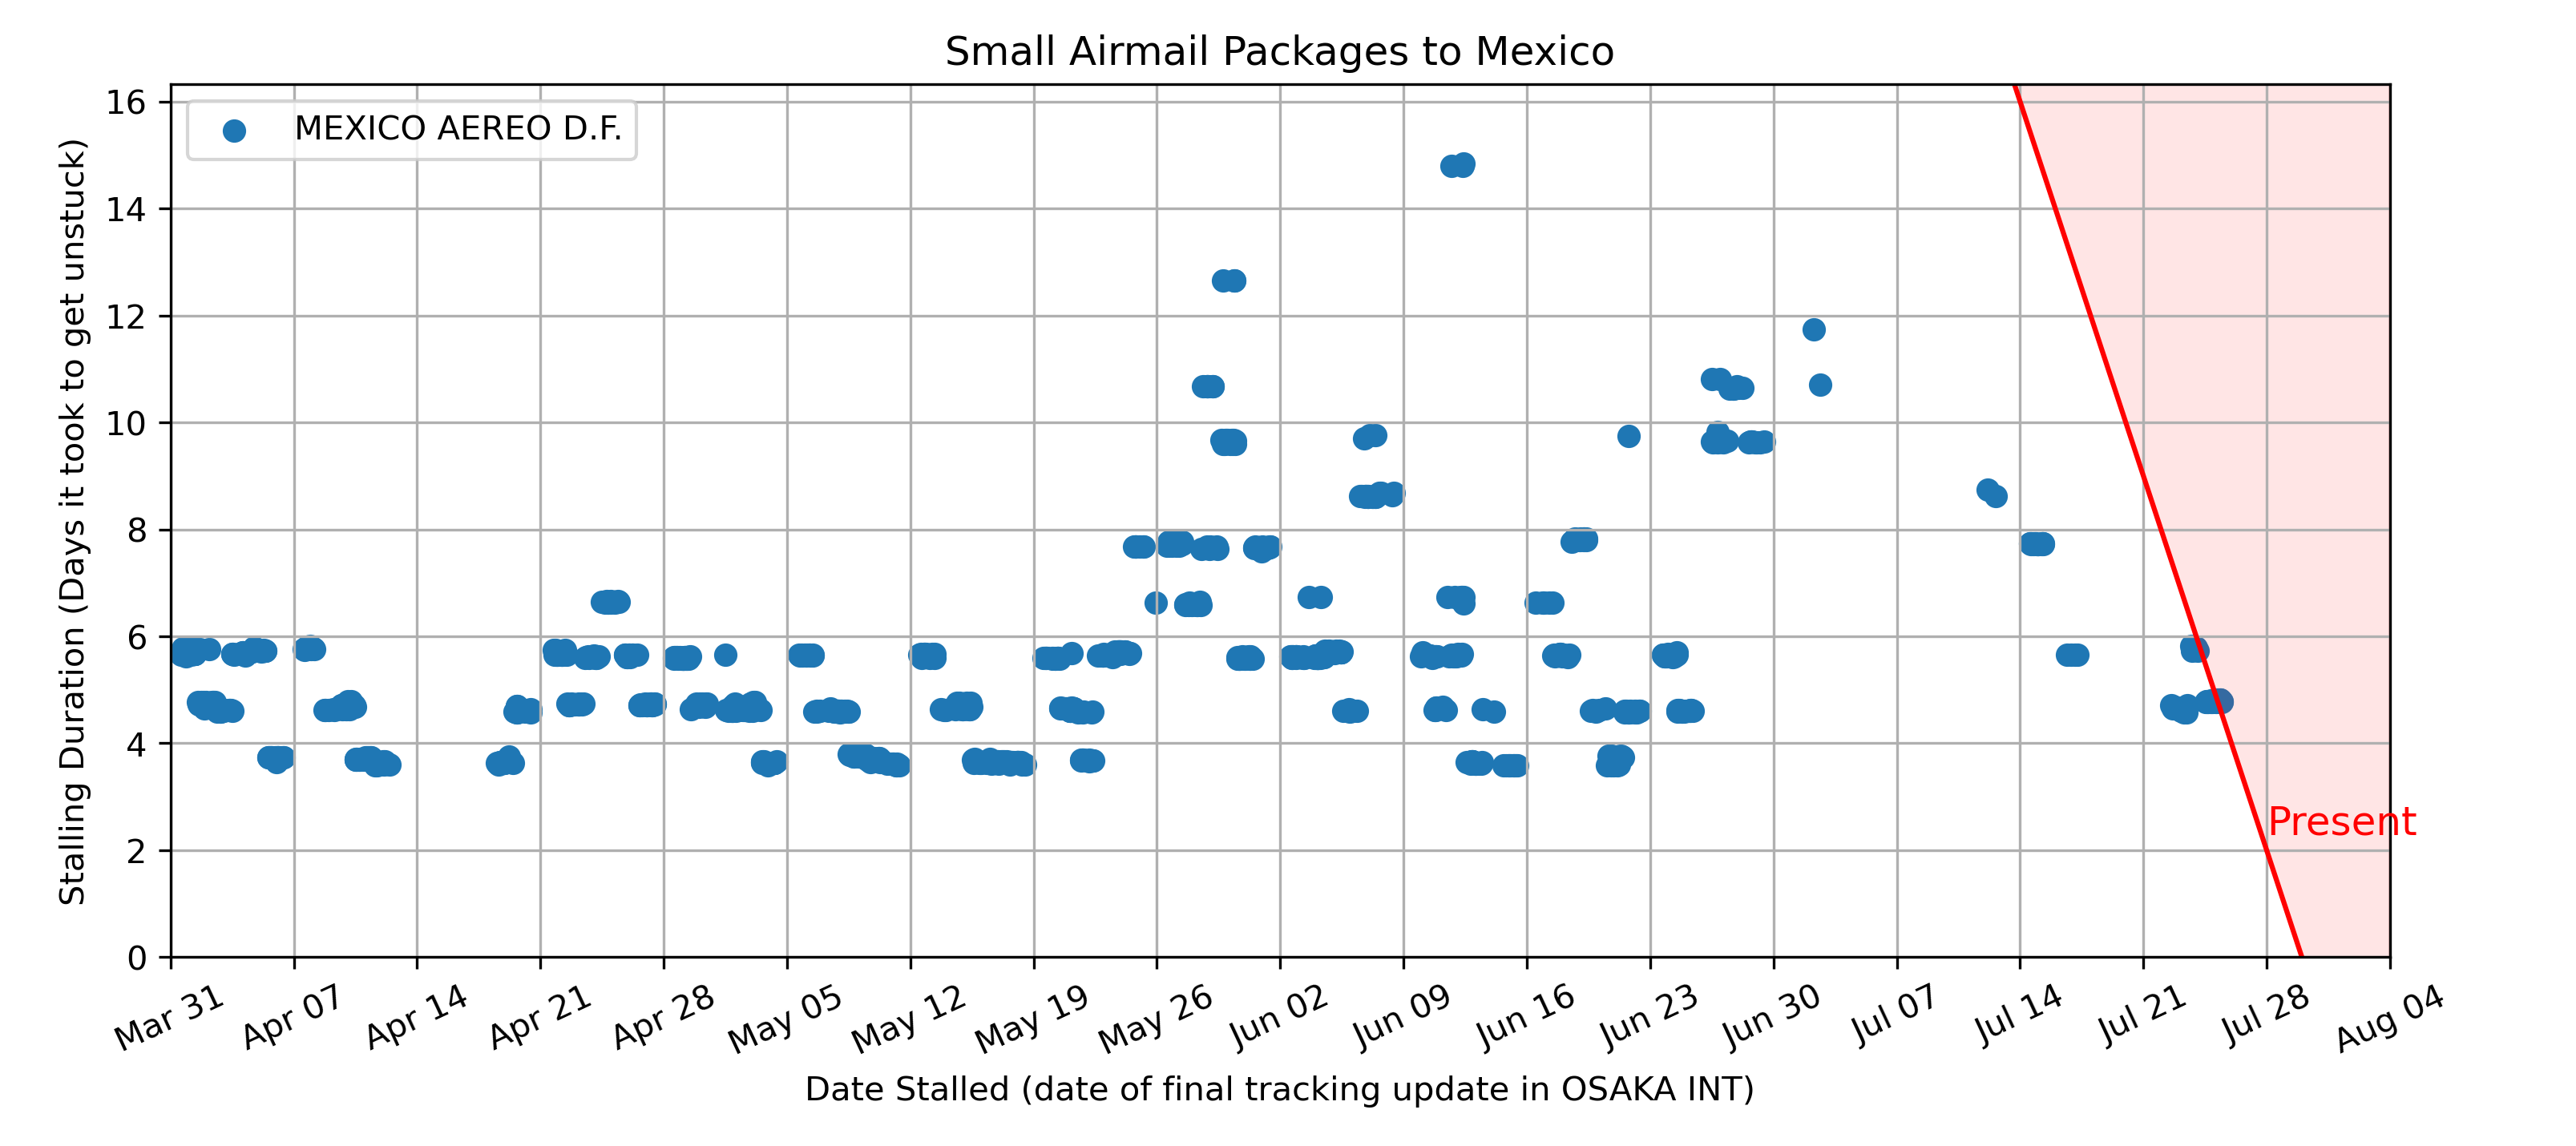 Small Airmail Packages to Mexico
MEXICO AEREO D.F.
Stalling Duration (Days it took to get unstuck)
16
14
12
10
8
6
4
2
0
Present
Mar 31
Apr 07
Apr 14
Apr 21
Apr 28
May 05
May 12
May 19
May 26
Jun 02
Jun 09
Jun 16
Jun 23
Jun 30
Jul 07
Jul 14
Jul 21
Jul 28
Aug 04
Date Stalled (date of final tracking update in OSAKA INT)